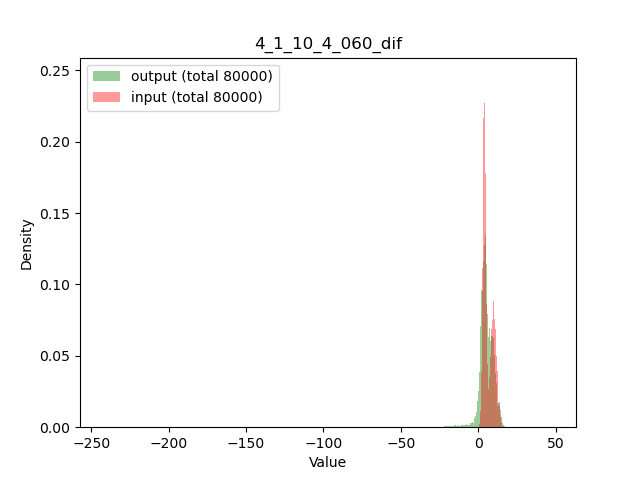 4_1_10_4_060_dif
output (total 80000)
input (total 80000)
0.25
0.20
0.15
0.10
0.05
0.00
Density
−250
−200
−150
−100
−50
0
50
Value